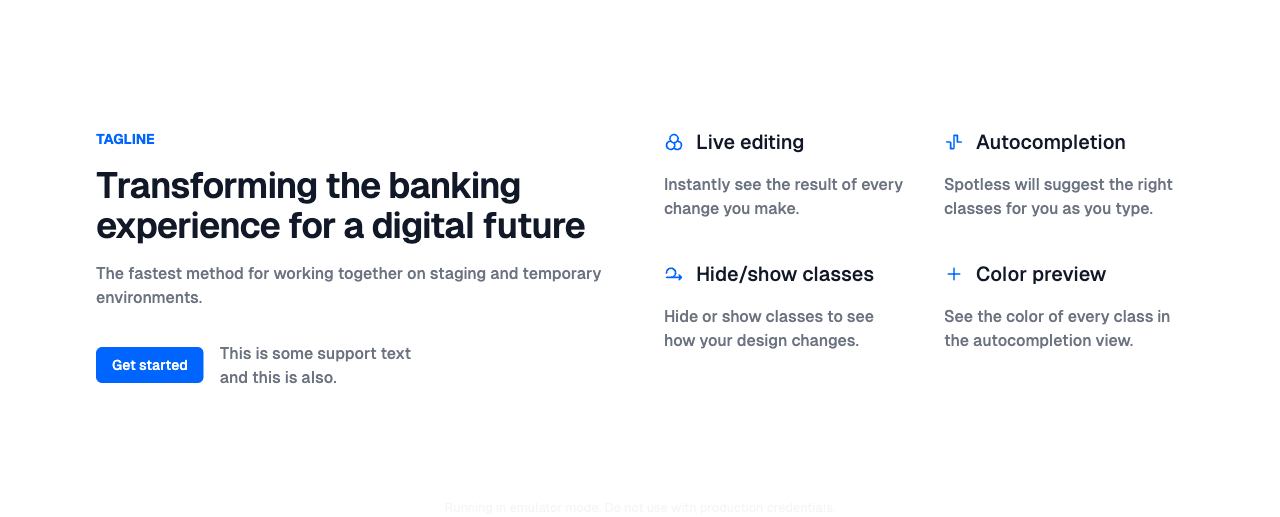 TAGLINE
Transforming the banking
experience for a digital future
The fastest method for working together on staging and temporary
environments.
Get started
This is some support text
and this is also.
Live editing
Instantly see the result of every
change you make.
Autocompletion
Spotless will suggest the right
classes for you as you type.
Hide/show classes
Hide or show classes to see
how your design changes.
Color preview
See the color of every class in
the autocompletion view.
Running in emulator mode. Do not use with production credentials.